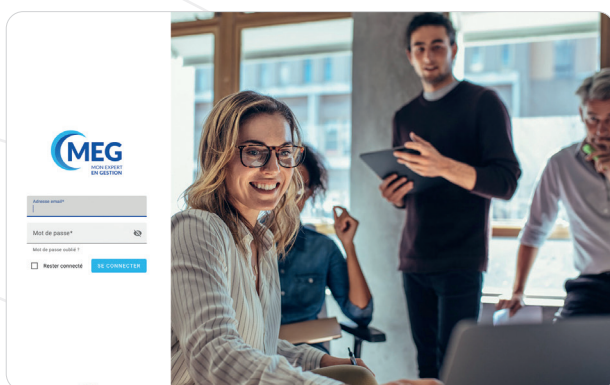 MEG
MON EXPERT
EN GESTION
Adresse email*
Mot de passe*
Mot de passe oublié ?
Rester connecté
SE CONNECTER